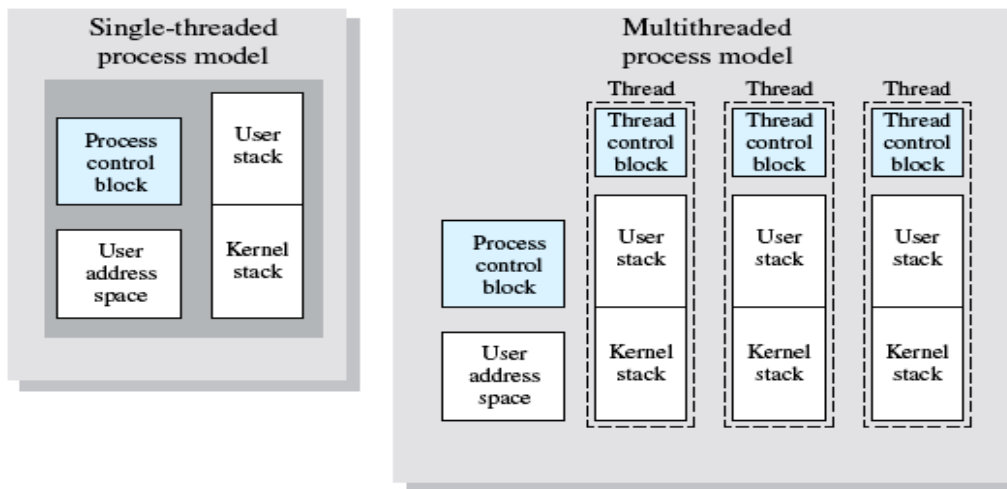 Single-threaded
process model
Process
control
block
User
stack
User
address
space
Kernel
stack
Multithreaded
process model
Thread
Thread
Thread
Thread
control
block
Thread
control
block
Thread
control
block
Process
control
block
User
stack
User
stack
User
stack
User
address
space
Kernel
stack
Kernel
stack
Kernel
stack